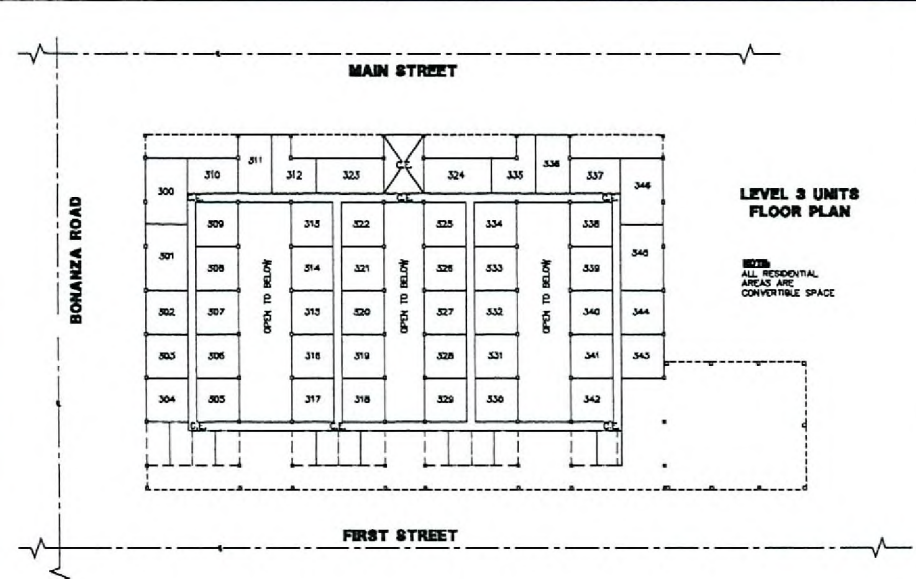 MAIN STREET
BONANZA ROAD
LEVEL 3 UNITS
FLOOR PLAN
NOTE:
ALL RESIDENTIAL
AREAS ARE
CONVERTIBLE SPACE
311
310 312 323 324 335 336 337
300 346
309 313 322 325 334 338
301 308 314 321 326 333 339 345
302 307 315 320 327 332 340 344
303 306 316 319 328 331 341 343
304 305 317 318 329 330 342
OPEN TO BELOW
OPEN TO BELOW
OPEN TO BELOW
C.E.
C.E.
C.E.
C.E.
C.E.
C.E.
C.E.
FIRST STREET